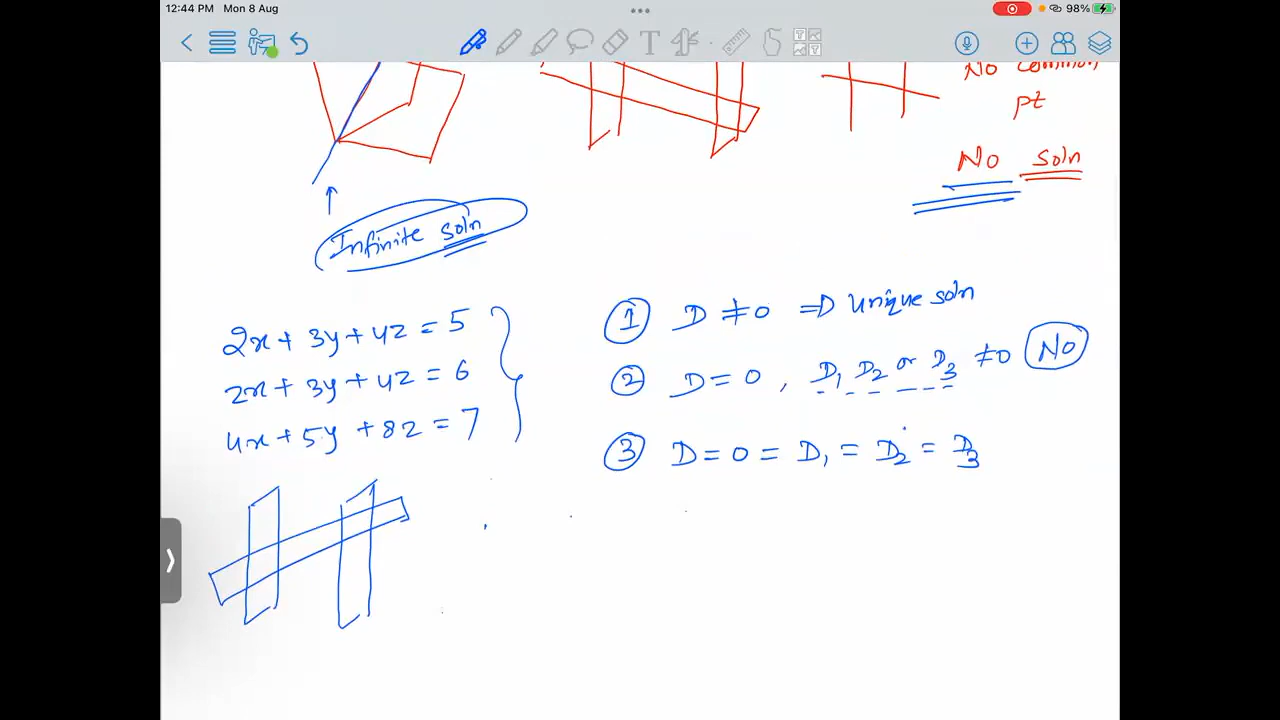 12:44 PM Mon 8 Aug
98%
No common
pt
No soln
Infinite soln
2x + 3y + 4z = 5
2x + 3y + 4z = 6
4x + 5y + 8z = 7
① D ≠ 0 ⇒ unique soln
② D = 0 , D₁ D₂ or D₃ ≠ 0 No
③ D = 0 = D₁ = D₂ = D₃